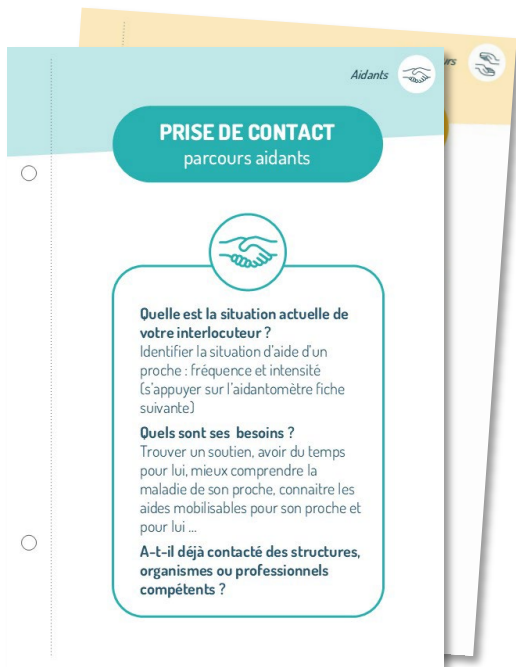 Aidants
PRISE DE CONTACT
parcours aidants
Quelle est la situation actuelle de
votre interlocuteur ?
Identifier la situation d'aide d'un
proche : fréquence et intensité
(s'appuyer sur l'aidantomètre fiche
suivante)
Quels sont ses besoins ?
Trouver un soutien, avoir du temps
pour lui, mieux comprendre la
maladie de son proche, connaitre les
aides mobilisables pour son proche et
pour lui ...
A-t-il déjà contacté des structures,
organismes ou professionnels
compétents ?